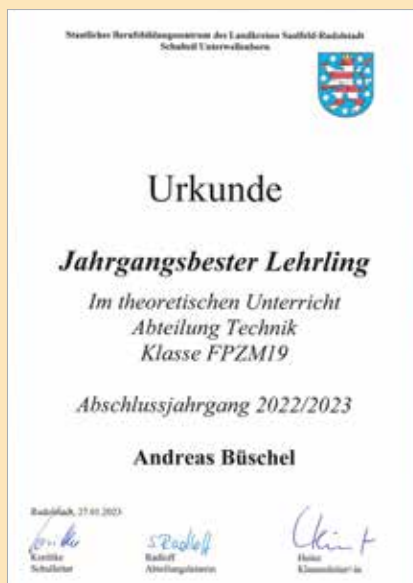 Staatliches Berufsbildungszentrum des Landkreises Saalfeld-Rudolstadt
Schulteil Unterwellenborn
Urkunde
Jahrgangsbester Lehrling
Im theoretischen Unterricht
Abteilung Technik
Klasse FPZM19
Abschlussjahrgang 2022/2023
Andreas Büschel
Rudolstadt, 27.01.2023
S. Radloff
Radloff Heinz
Schulleiter Abteilungsleiterin Klassenleiter/-in